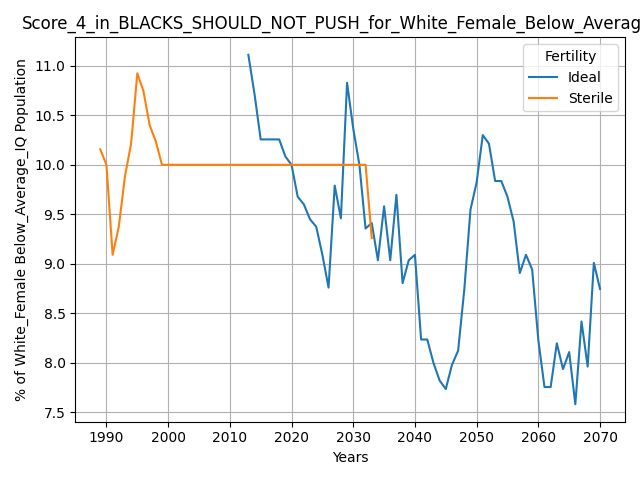 Score_4_in_BLACKS_SHOULD_NOT_PUSH_for_White_Female_Below_Averag
Fertility
Ideal
Sterile
% of White_Female Below_Average_IQ Population
11.0
10.5
10.0
9.5
9.0
8.5
8.0
7.5
1990 2000 2010 2020 2030 2040 2050 2060 2070
Years